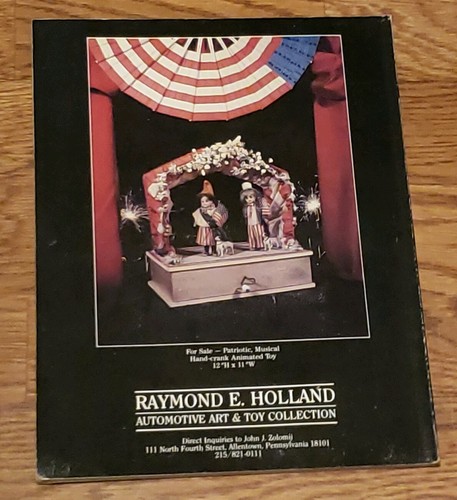 For Sale — Patriotic, Musical
Hand-crank Animated Toy
12"H x 11"W
RAYMOND E. HOLLAND
AUTOMOTIVE ART & TOY COLLECTION
Direct Inquiries to John J. Zolomij
111 North Fourth Street, Allentown, Pennsylvania 18101
215/821-0111